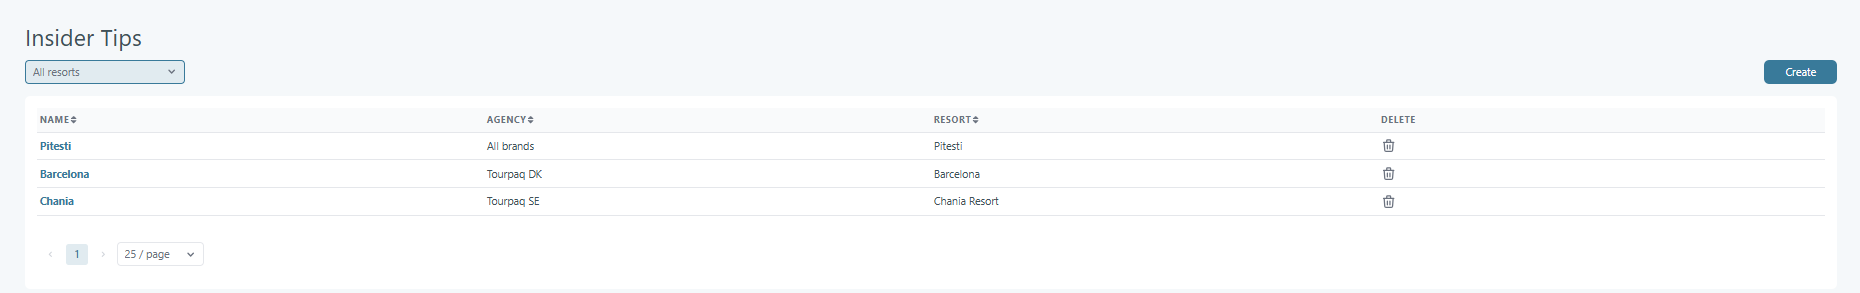 Insider Tips
All resorts
Create
NAME AGENCY RESORT DELETE
Pitesti All brands Pitesti
Barcelona Tourpaq DK Barcelona
Chania Tourpaq SE Chania Resort
‹ 1 › 25 / page